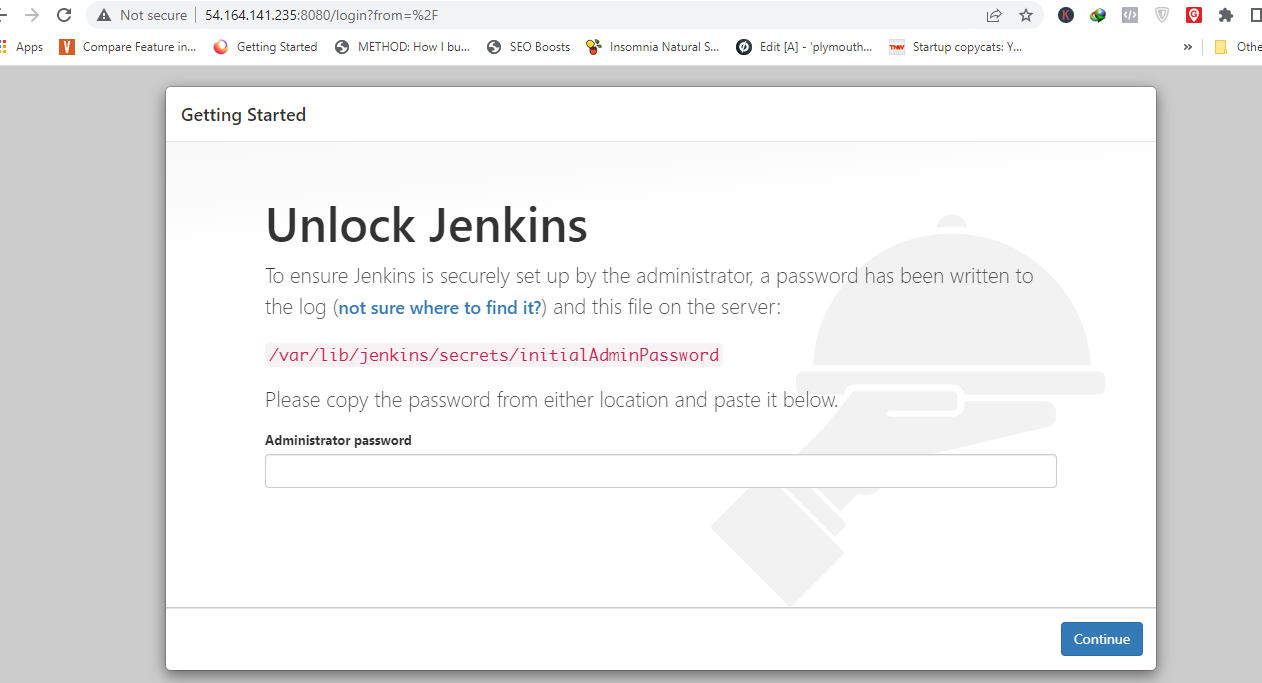 Not secure | 54.164.141.235:8080/login?from=%2F
Apps V Compare Feature in... Getting Started METHOD: How I bu... SEO Boosts Insomnia Natural S... Edit [A] - 'plymouth... TNW Startup copycats: Y... » Othe
Getting Started
Unlock Jenkins
To ensure Jenkins is securely set up by the administrator, a password has been written to
the log (not sure where to find it?) and this file on the server:
/var/lib/jenkins/secrets/initialAdminPassword
Please copy the password from either location and paste it below.
Administrator password
Continue